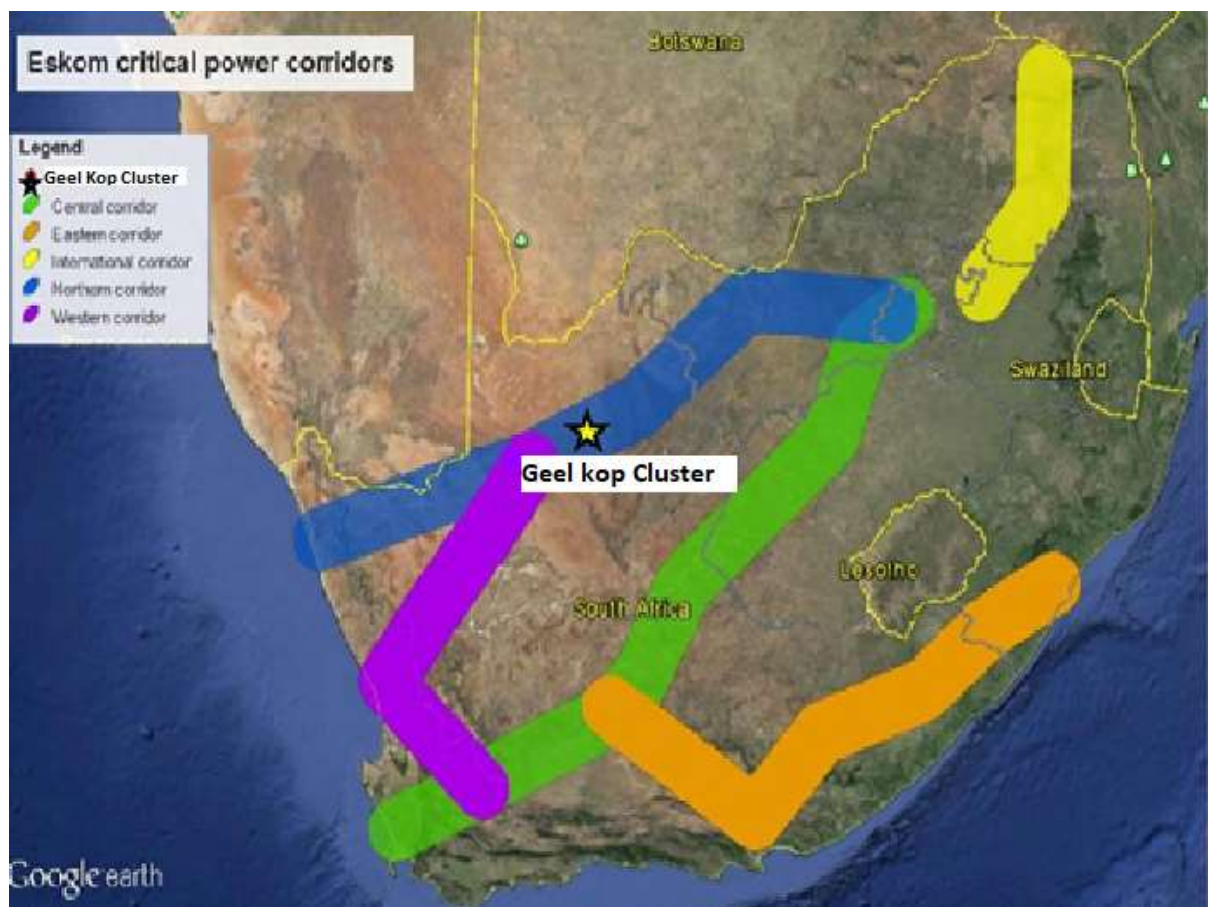 Eskom critical power corridors
Botswana
Legend
Geel Kop Cluster
Central corridor
Eastern corridor
International corridor
Northern corridor
Western corridor
Swaziland
Geel kop Cluster
Lesotho
South Africa
Google earth